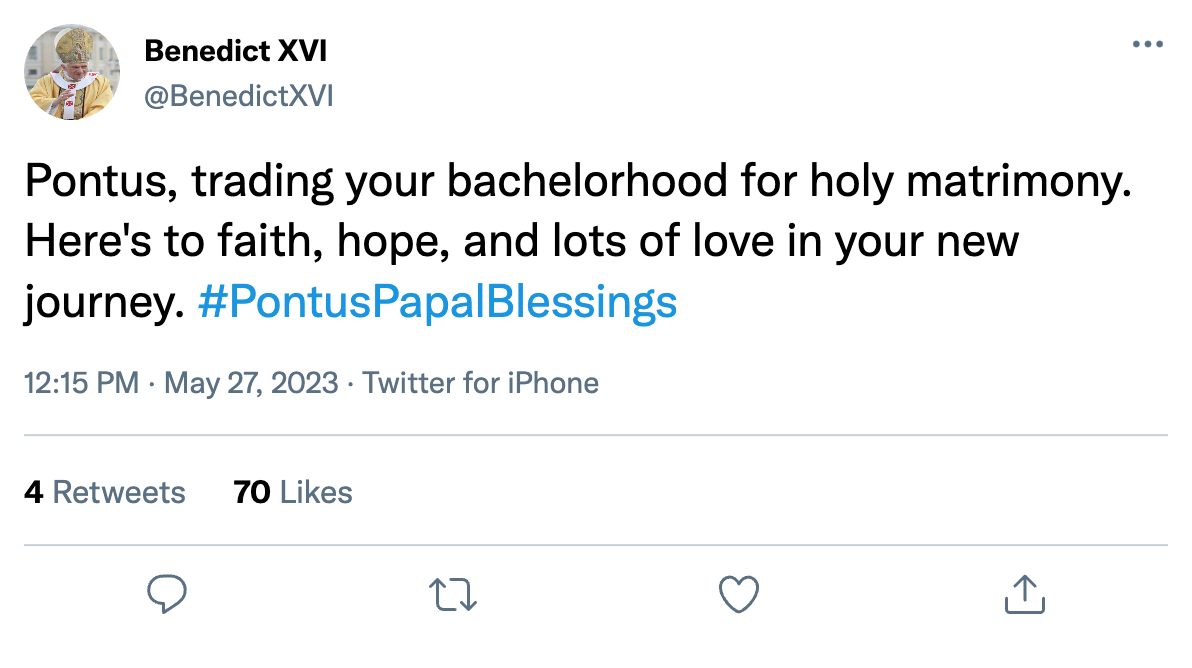 Benedict XVI
@BenedictXVI
Pontus, trading your bachelorhood for holy matrimony.
Here's to faith, hope, and lots of love in your new
journey. #PontusPapalBlessings
12:15 PM · May 27, 2023 · Twitter for iPhone
4 Retweets 70 Likes